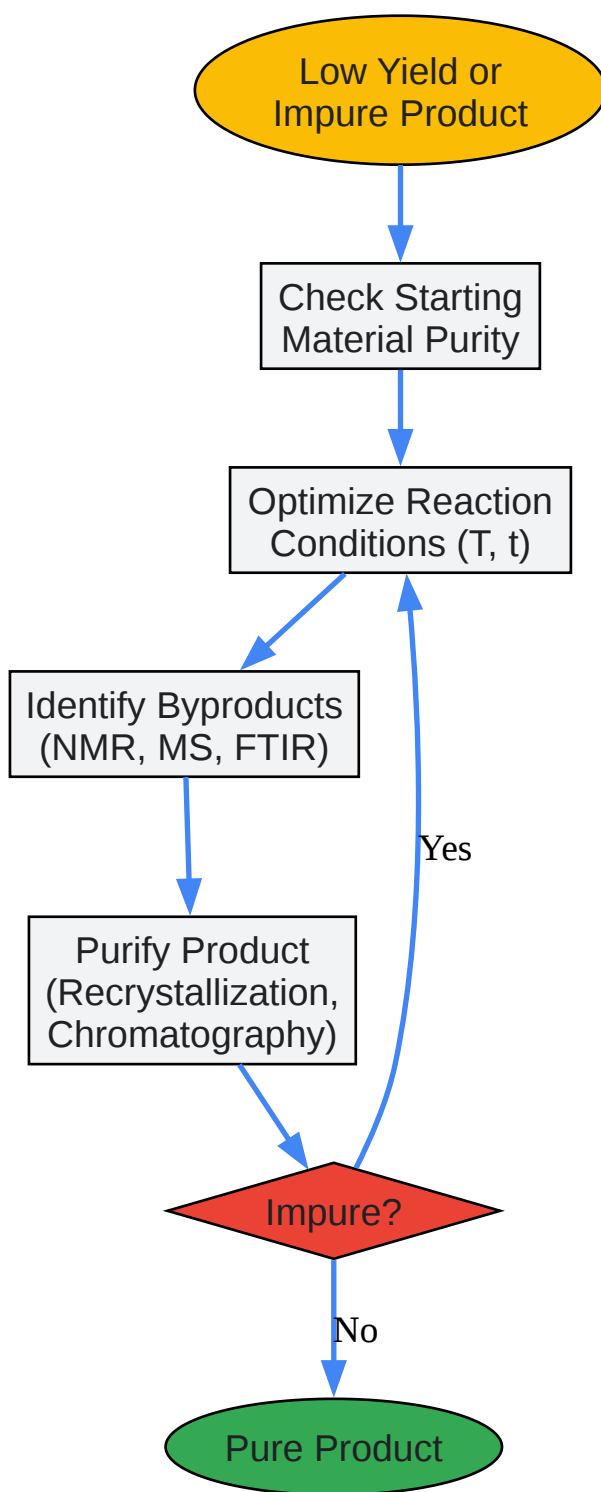 Low Yield or
Impure Product
Check Starting
Material Purity
Optimize Reaction
Conditions (T, t)
Identify Byproducts
(NMR, MS, FTIR)
Yes
Purify Product
(Recrystallization,
Chromatography)
Impure?
No
Pure Product